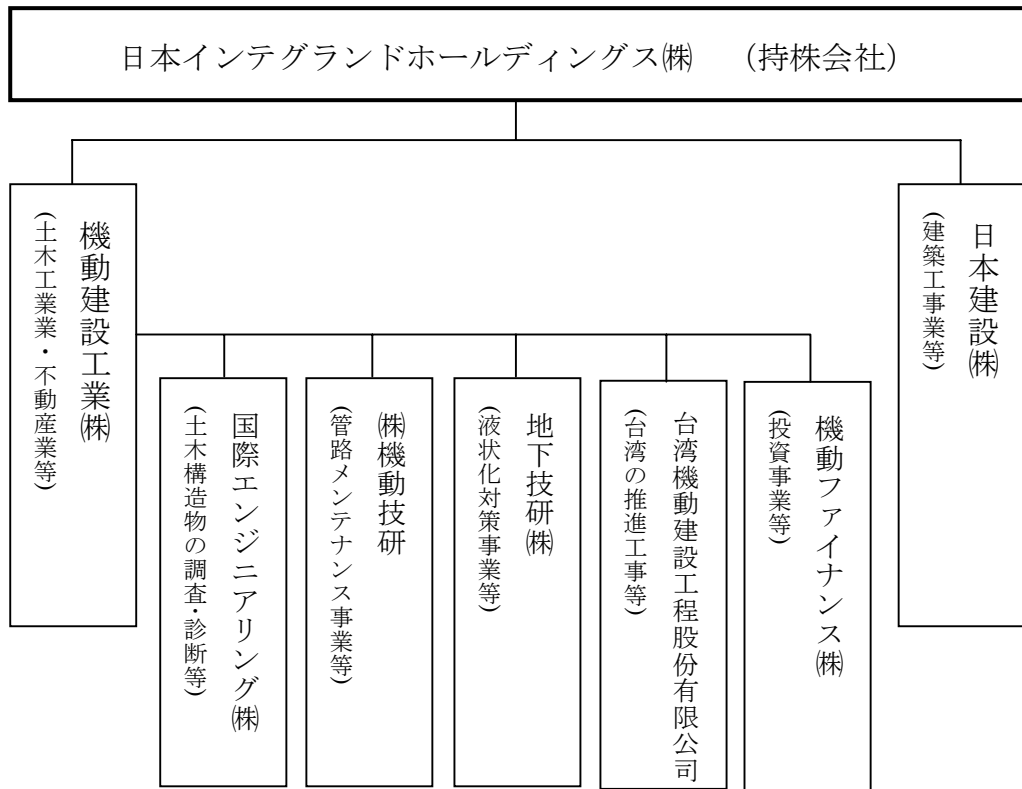 日本インテグランドホールディングス㈱　（持株会社）
機動建設工業㈱
（土木工業業・不動産業等）
国際エンジニアリング㈱
（土木構造物の調査・診断等）
㈱機動技研
（管路メンテナンス事業等）
地下技研㈱
（液状化対策事業等）
台湾機動建設工程股份有限公司
（台湾の推進工事等）
機動ファイナンス㈱
（投資事業等）
日本建設㈱
（建築工事業等）